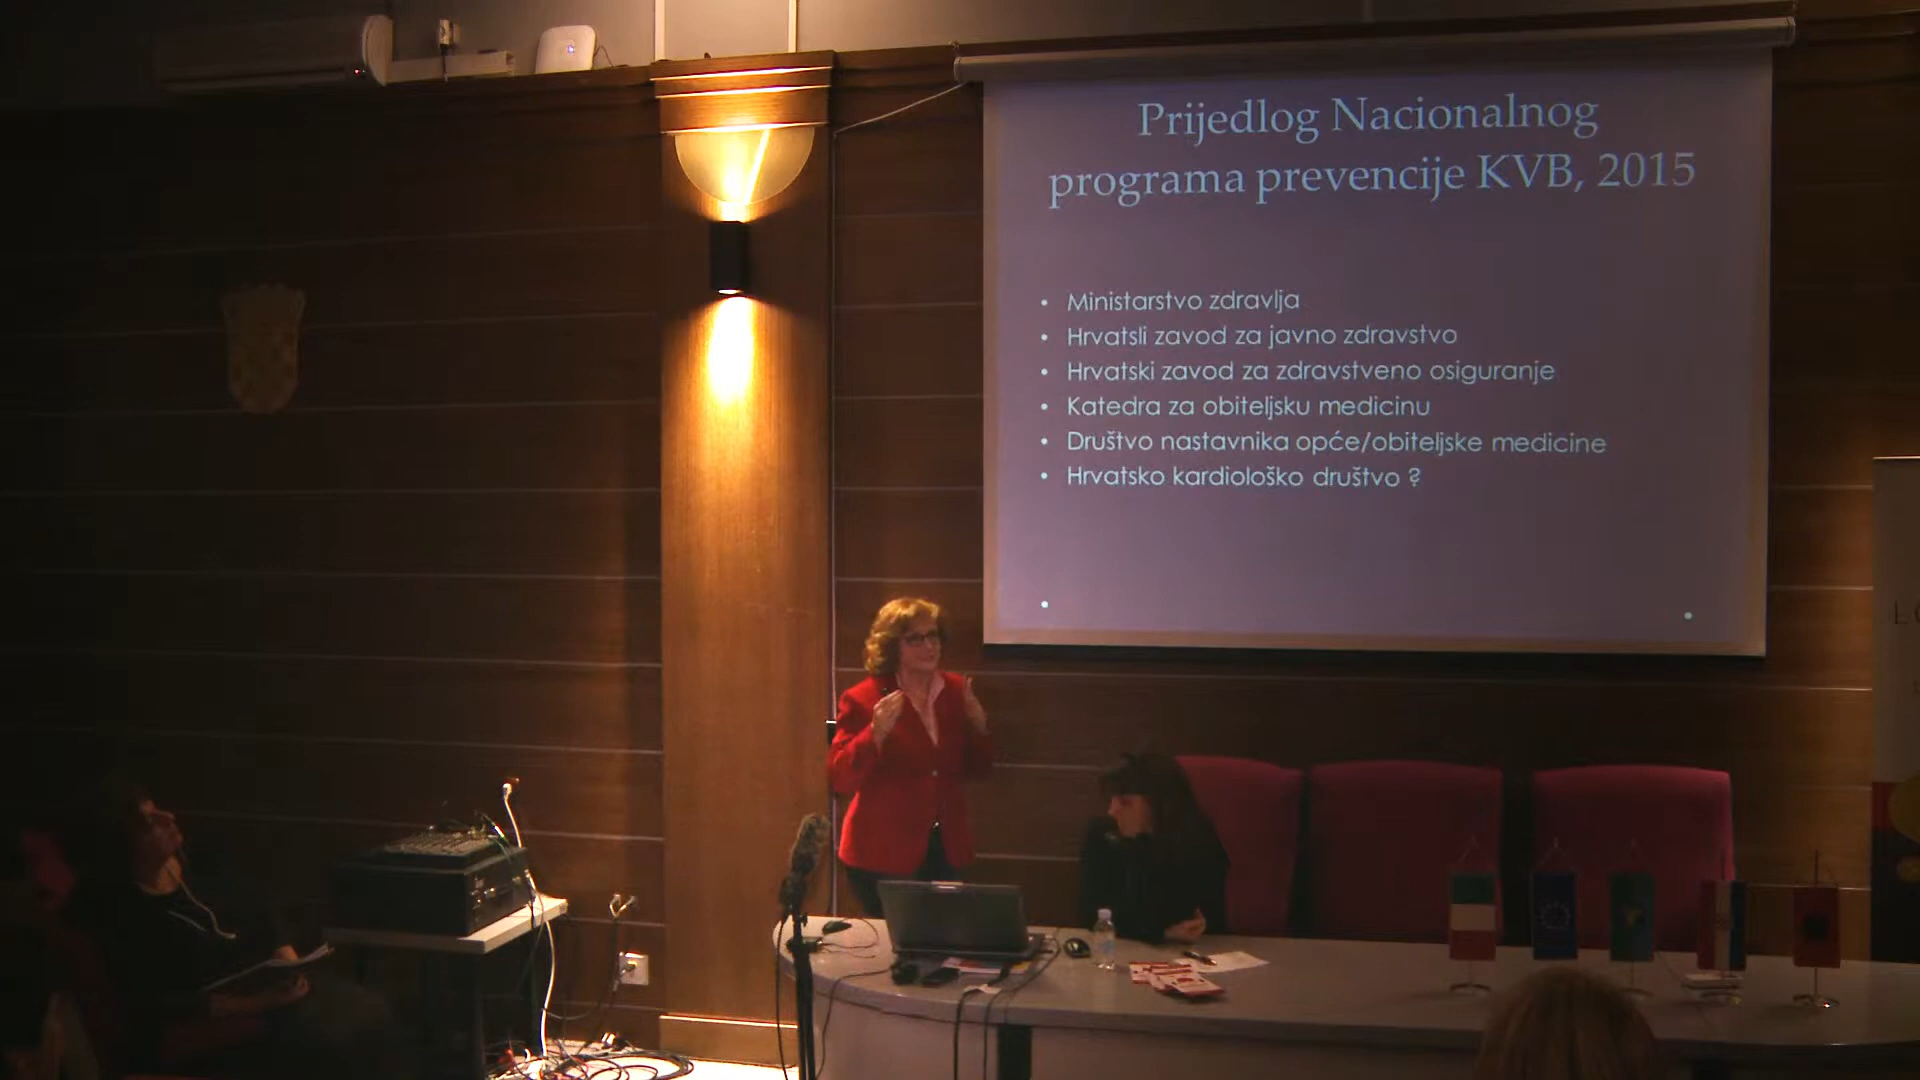 Prijedlog Nacionalnog
programa prevencije KVB, 2015
• Ministarstvo zdravlja
• Hrvatsli zavod za javno zdravstvo
• Hrvatski zavod za zdravstveno osiguranje
• Katedra za obiteljsku medicinu
• Društvo nastavnika opće/obiteljske medicine
• Hrvatsko kardiološko društvo ?